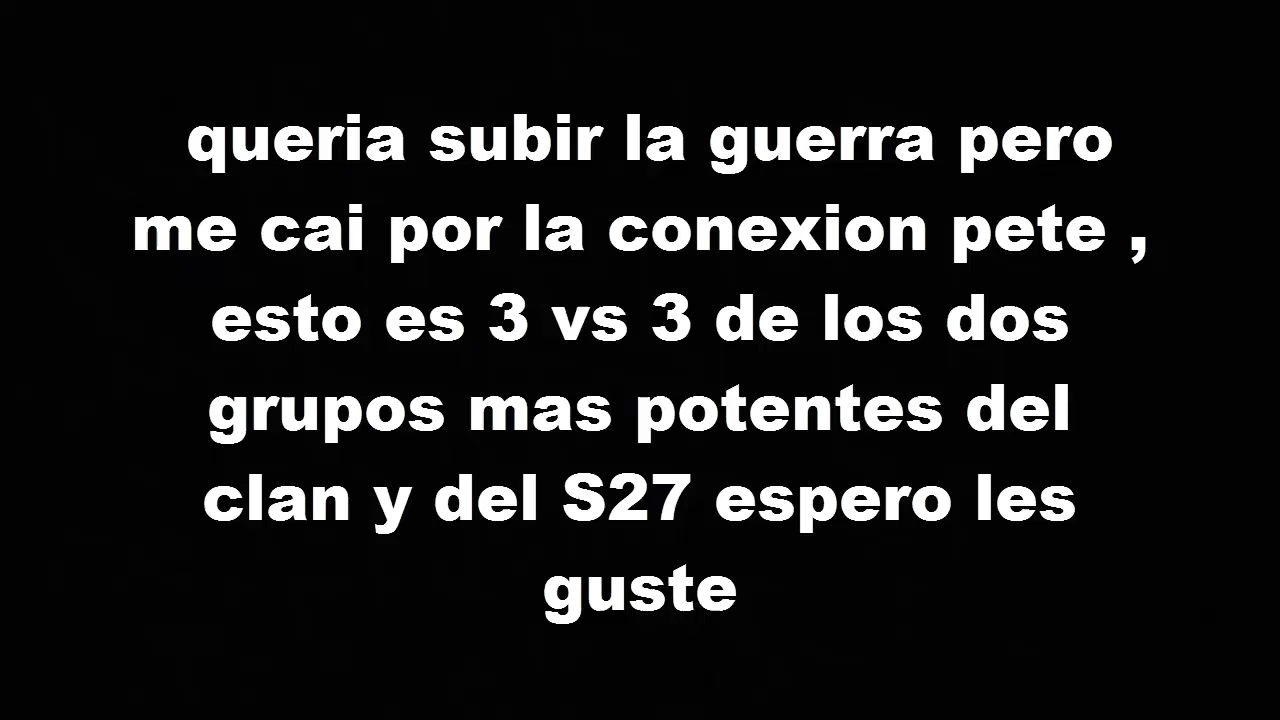 queria subir la guerra pero
me cai por la conexion pete ,
esto es 3 vs 3 de los dos
grupos mas potentes del
clan y del S27 espero les
guste